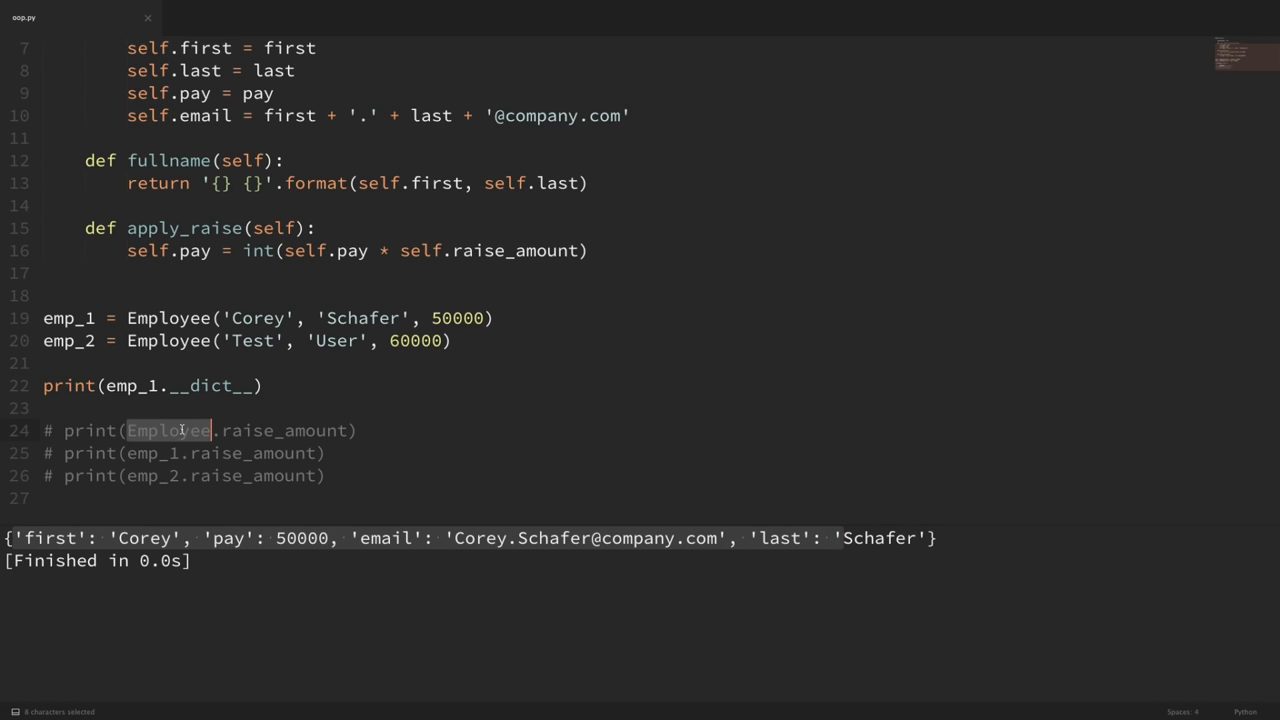 oop.py ×
7 self.first = first
8 self.last = last
9 self.pay = pay
10 self.email = first + '.' + last + '@company.com'
11
12 def fullname(self):
13 return '{} {}'.format(self.first, self.last)
14
15 def apply_raise(self):
16 self.pay = int(self.pay * self.raise_amount)
17
18
19 emp_1 = Employee('Corey', 'Schafer', 50000)
20 emp_2 = Employee('Test', 'User', 60000)
21
22 print(emp_1.__dict__)
23
24 # print(Employee.raise_amount)
25 # print(emp_1.raise_amount)
26 # print(emp_2.raise_amount)
27
{'first': 'Corey', 'pay': 50000, 'email': 'Corey.Schafer@company.com', 'last': 'Schafer'}
[Finished in 0.0s]
8 characters selected Spaces: 4 Python